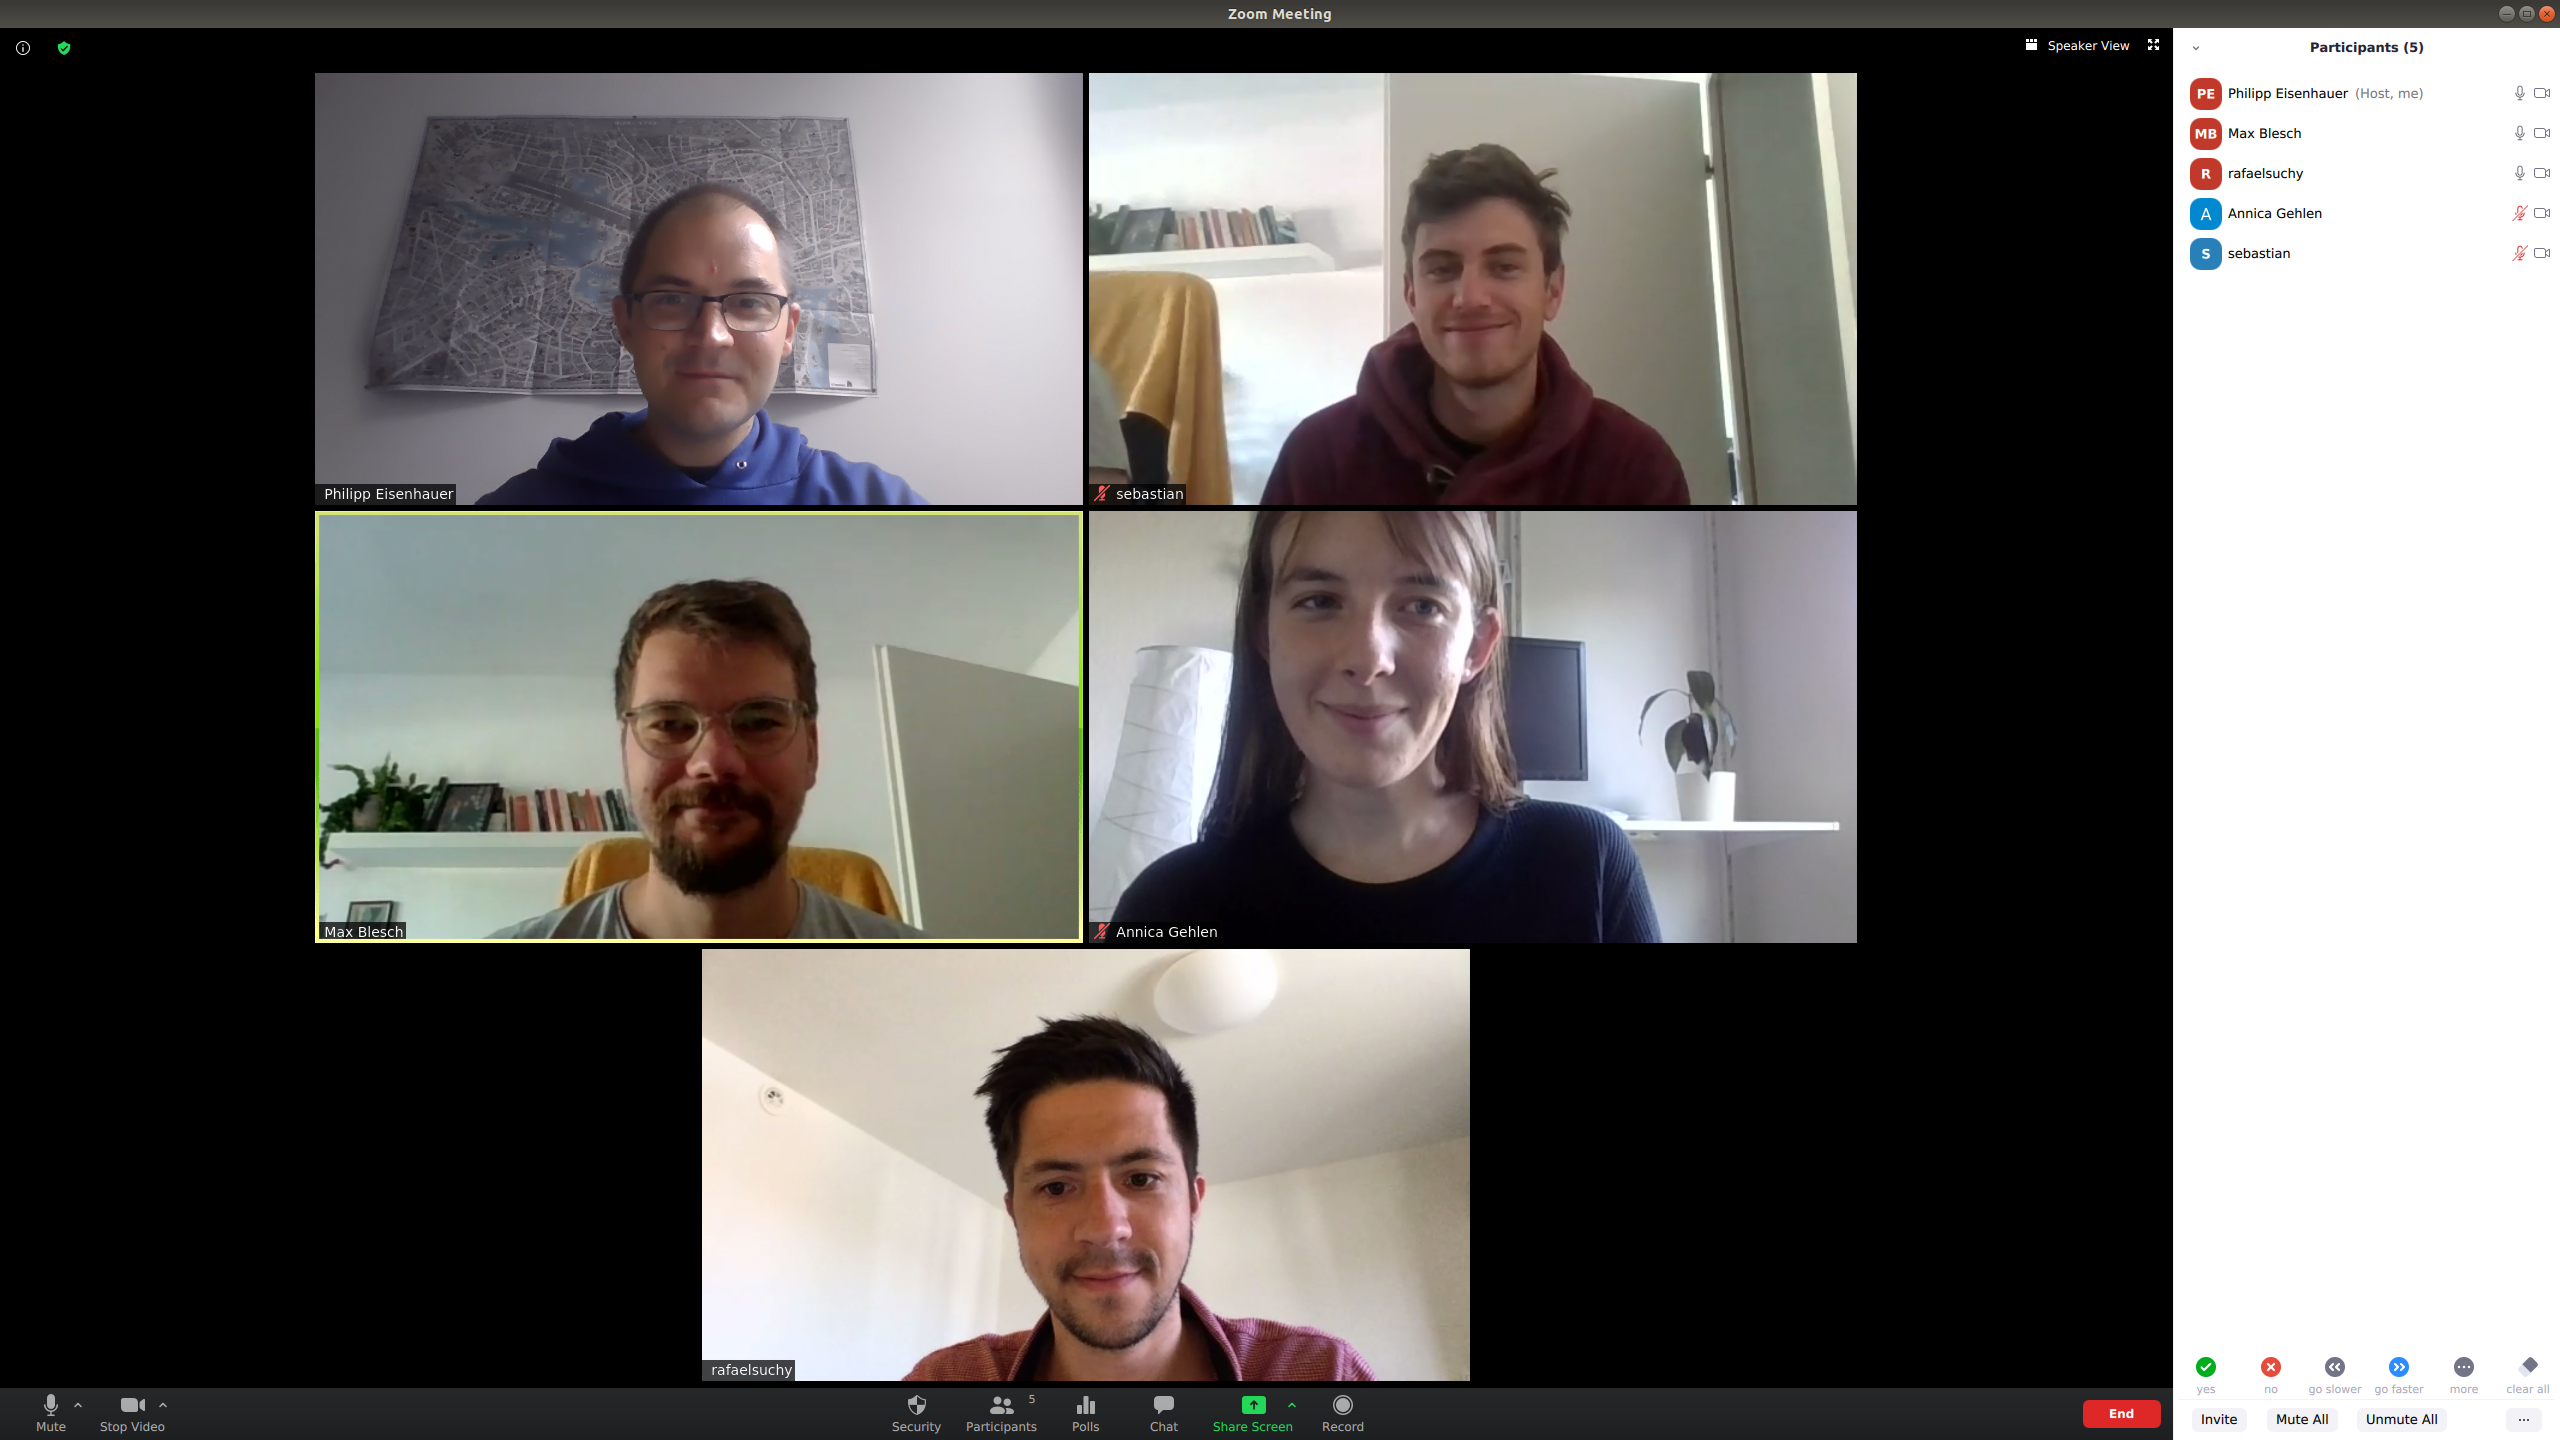 Zoom Meeting
Speaker View
Participants (5)
PE Philipp Eisenhauer (Host, me)
MB Max Blesch
R rafaelsuchy
A Annica Gehlen
S sebastian
Philipp Eisenhauer
sebastian
Max Blesch
Annica Gehlen
rafaelsuchy
yes no go slower go faster more clear all
Mute Stop Video Security Participants 5 Polls Chat Share Screen Record End
Invite Mute All Unmute All ...